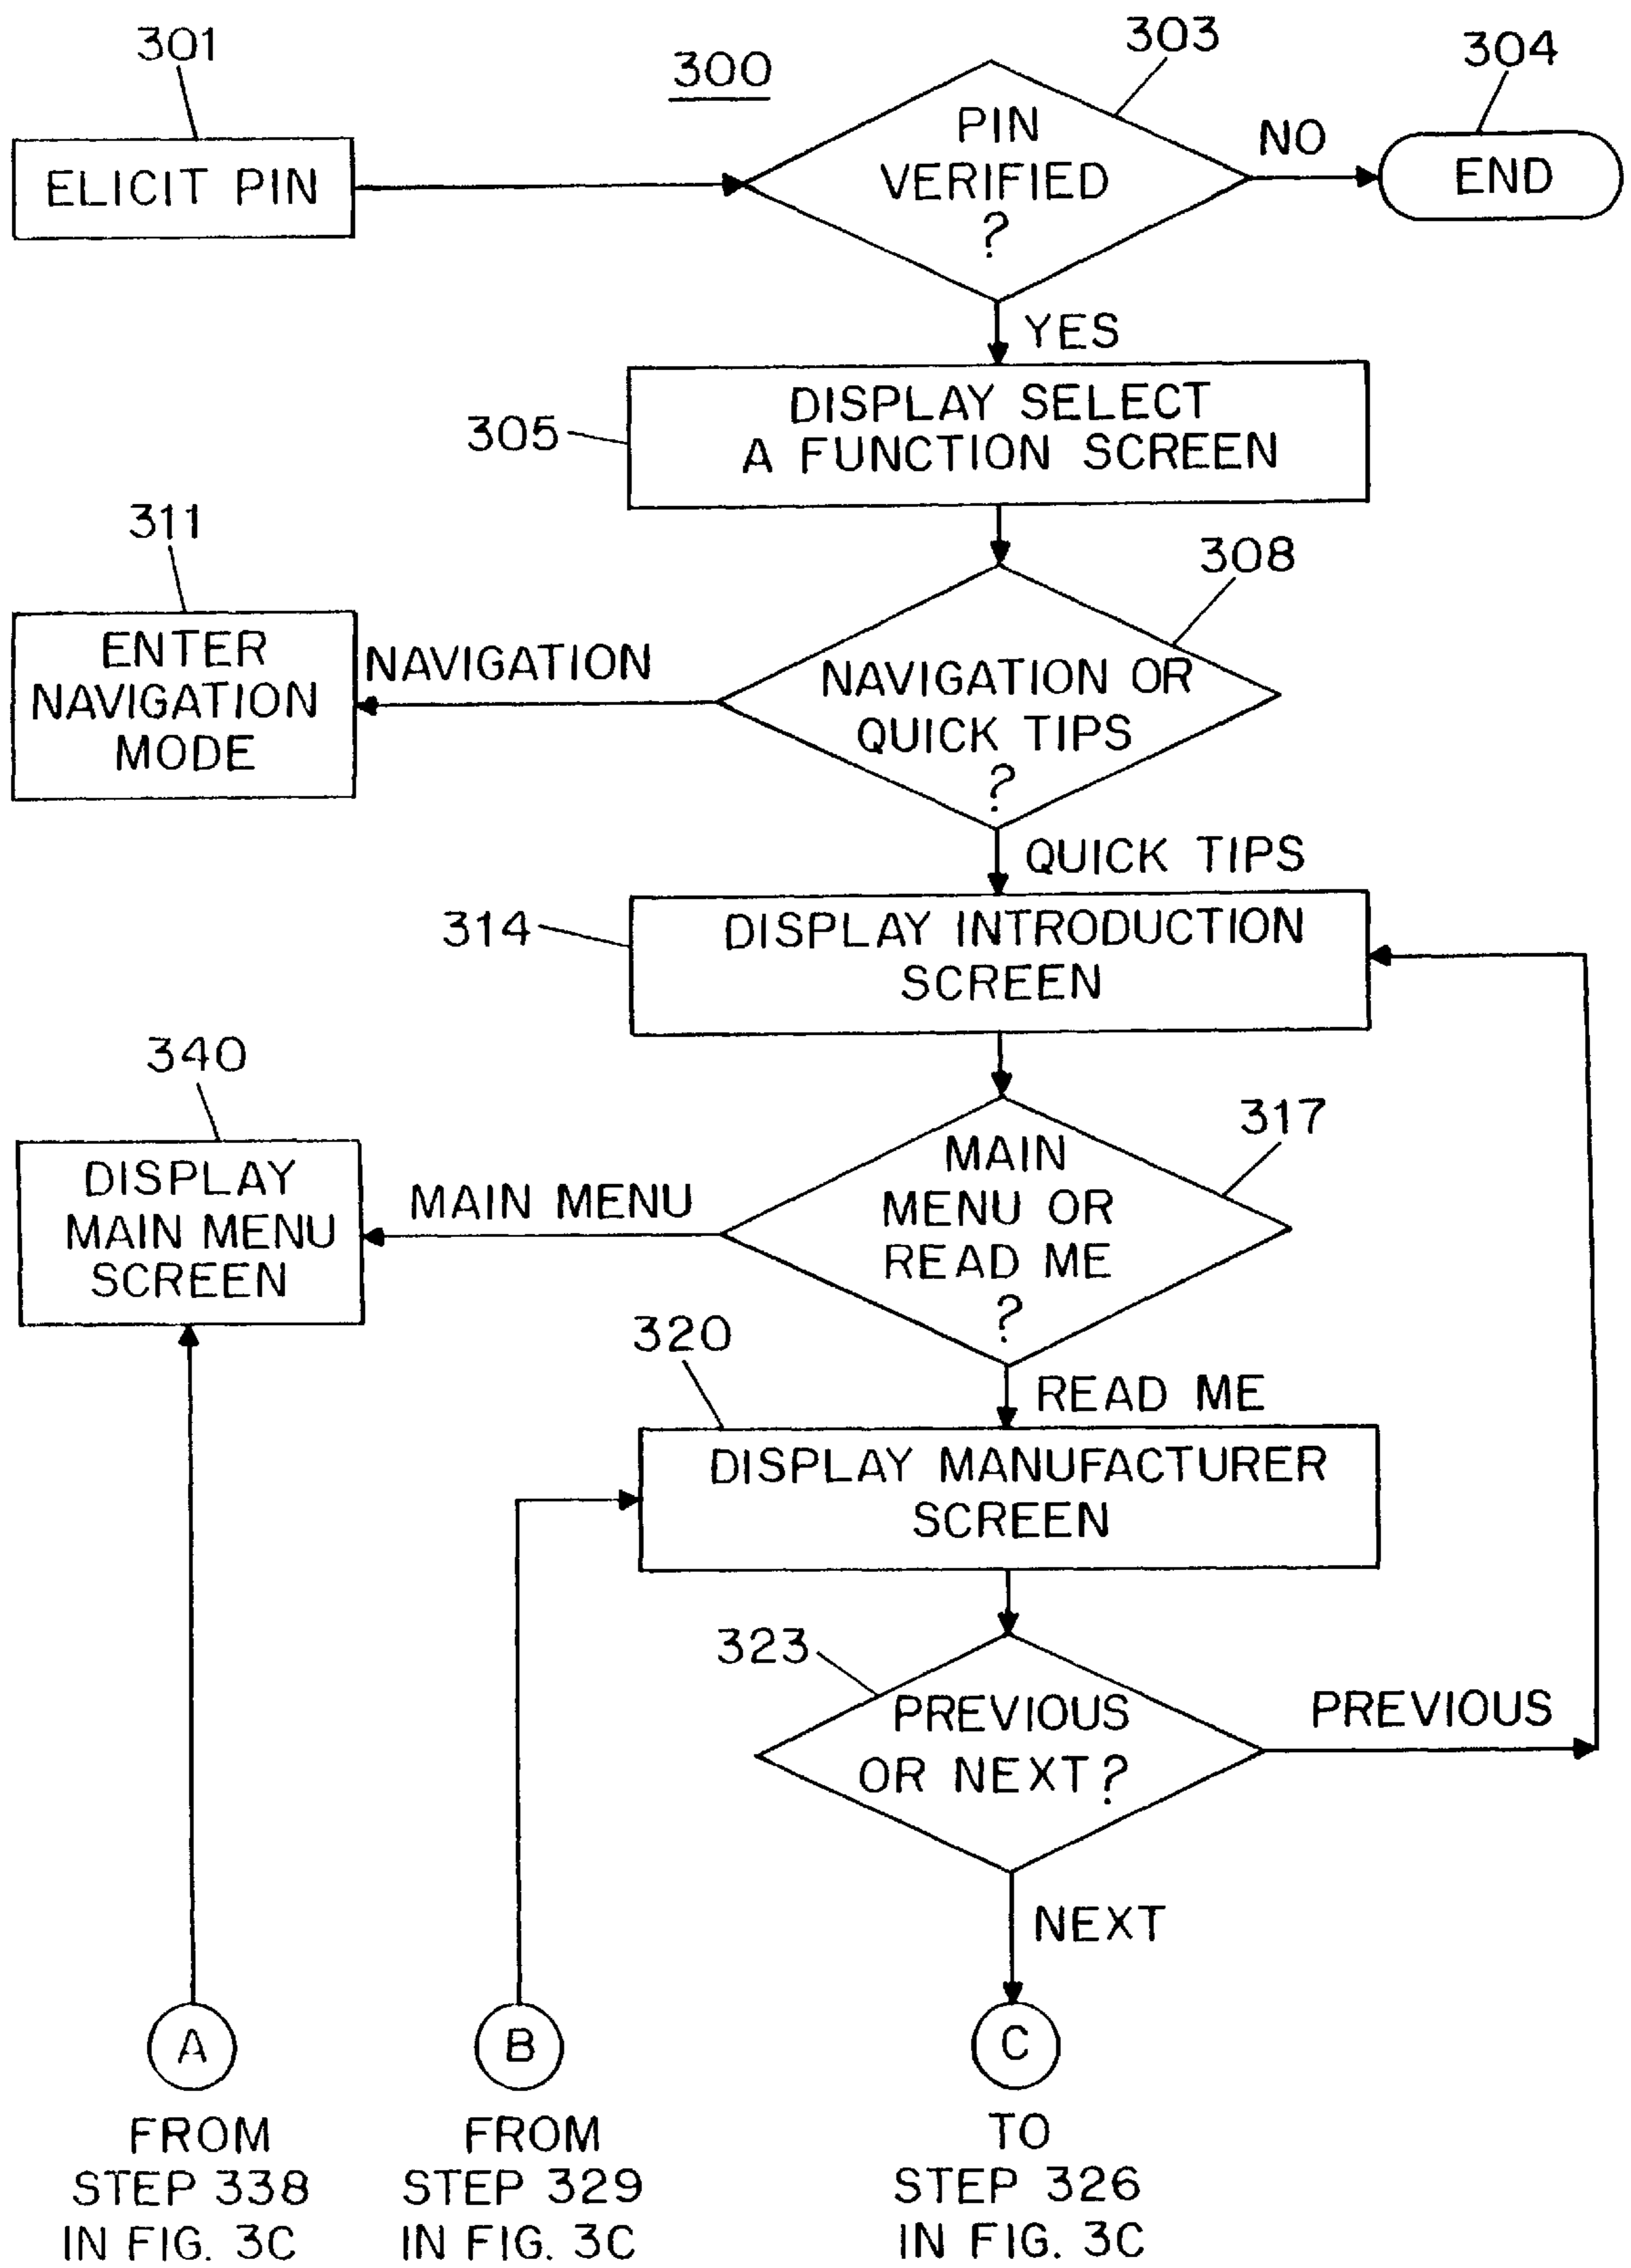 301
300
303
304
ELICIT PIN
PIN
VERIFIED
?
NO
END
YES
305
DISPLAY SELECT
A FUNCTION SCREEN
311
308
ENTER
NAVIGATION
MODE
NAVIGATION
NAVIGATION OR
QUICK TIPS
?
QUICK TIPS
314
DISPLAY INTRODUCTION
SCREEN
340
317
DISPLAY
MAIN MENU
SCREEN
MAIN MENU
MAIN
MENU OR
READ ME
?
320
READ ME
DISPLAY MANUFACTURER
SCREEN
323
PREVIOUS
OR NEXT?
PREVIOUS
NEXT
A
B
C
FROM
STEP 338
IN FIG. 3C
FROM
STEP 329
IN FIG. 3C
TO
STEP 326
IN FIG. 3C